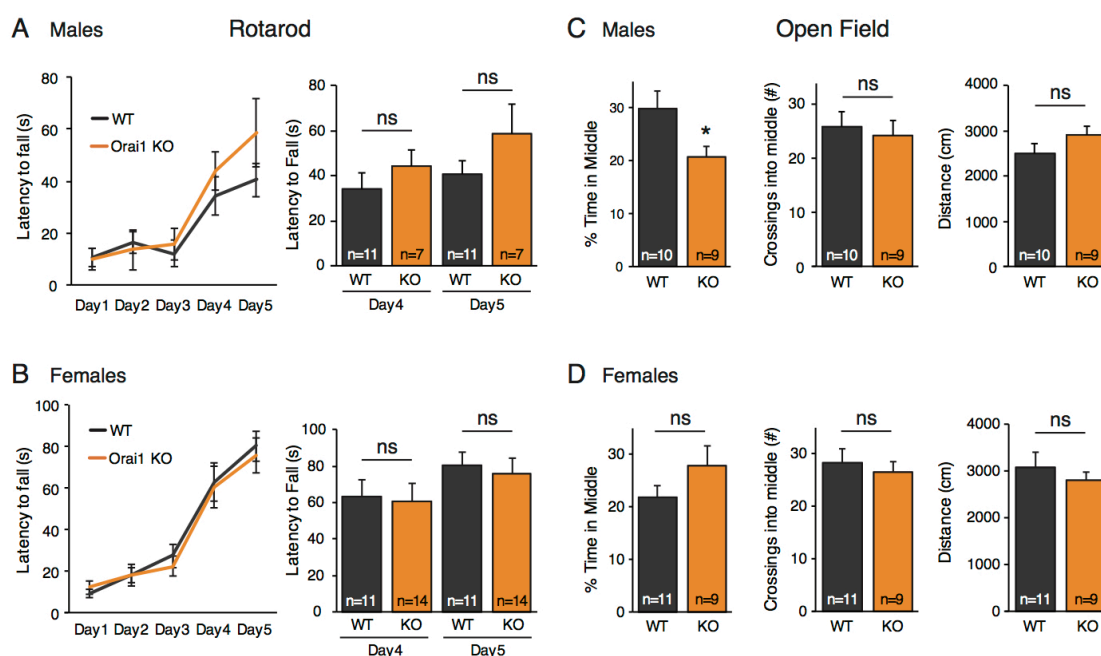 A Males Rotarod
80
60
40
20
0
Latency to fall (s)
WT
Orai1 KO
Day1 Day2 Day3 Day4 Day5
80
60
40
20
0
Latency to Fall (s)
ns
ns
n=11 n=7 n=11 n=7
WT KO WT KO
Day4 Day5
C Males Open Field
30
20
10
0
% Time in Middle
*
n=10 n=9
WT KO
30
20
10
0
Crossings into middle (#)
ns
n=10 n=9
WT KO
4000
3000
2000
1000
0
Distance (cm)
ns
n=10 n=9
WT KO
B Females
100
80
60
40
20
0
Latency to fall (s)
WT
Orai1 KO
Day1 Day2 Day3 Day4 Day5
100
80
60
40
20
0
Latency to Fall (s)
ns
ns
n=11 n=14 n=11 n=14
WT KO WT KO
Day4 Day5
D Females
30
20
10
0
% Time in Middle
ns
n=11 n=9
WT KO
30
20
10
0
Crossings into middle (#)
ns
n=11 n=9
WT KO
4000
3000
2000
1000
0
Distance (cm)
ns
n=11 n=9
WT KO